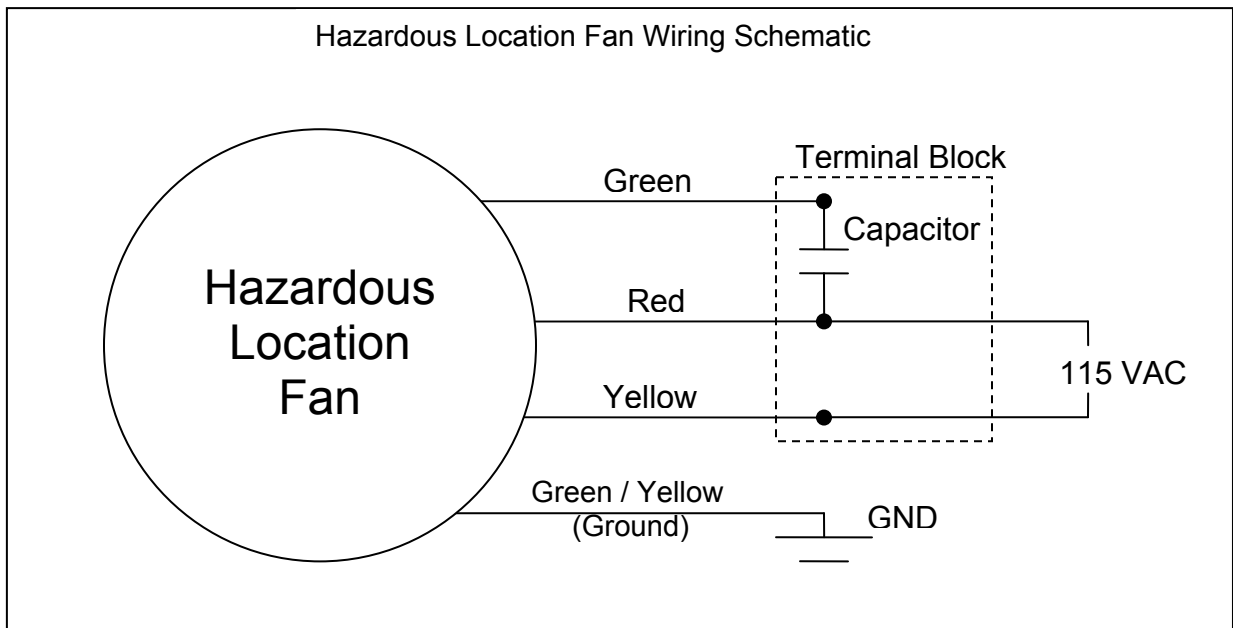 Hazardous Location Fan Wiring Schematic
Terminal Block
Green
Capacitor
Hazardous
Location
Fan
Red
115 VAC
Yellow
Green / Yellow
(Ground)
GND